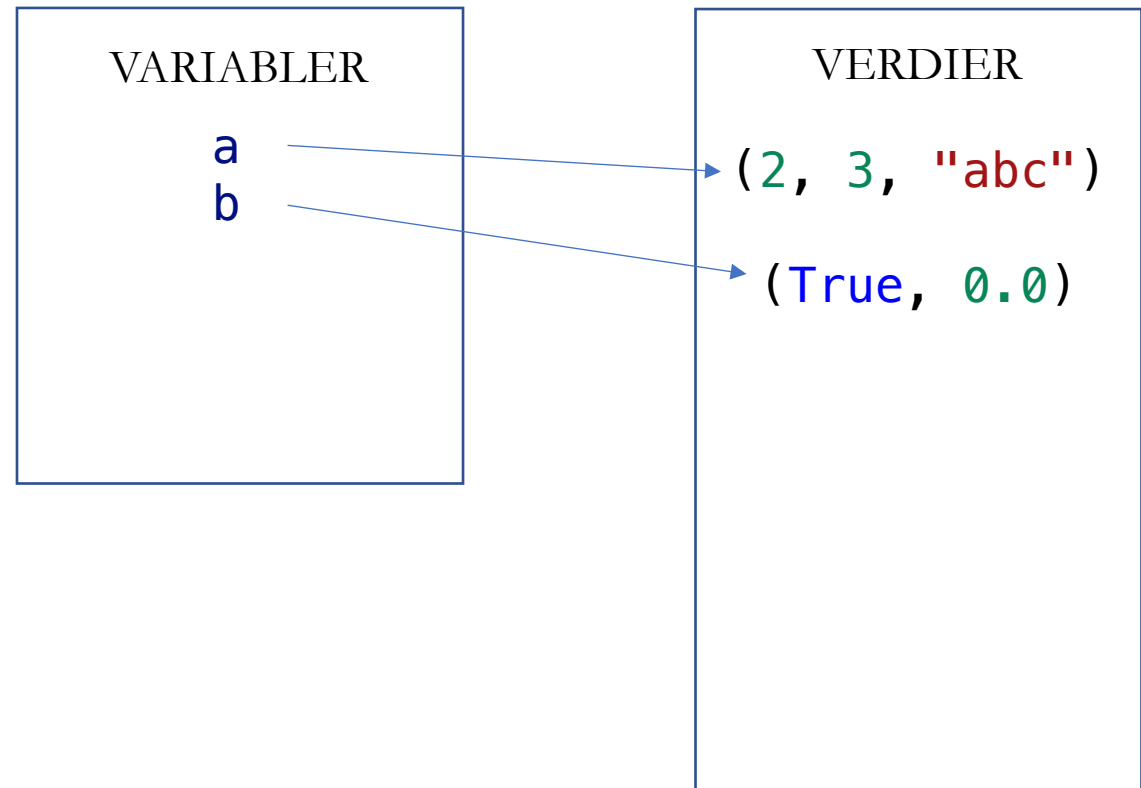 VARIABLER
a
b
VERDIER
(2, 3, "abc")
(True, 0.0)